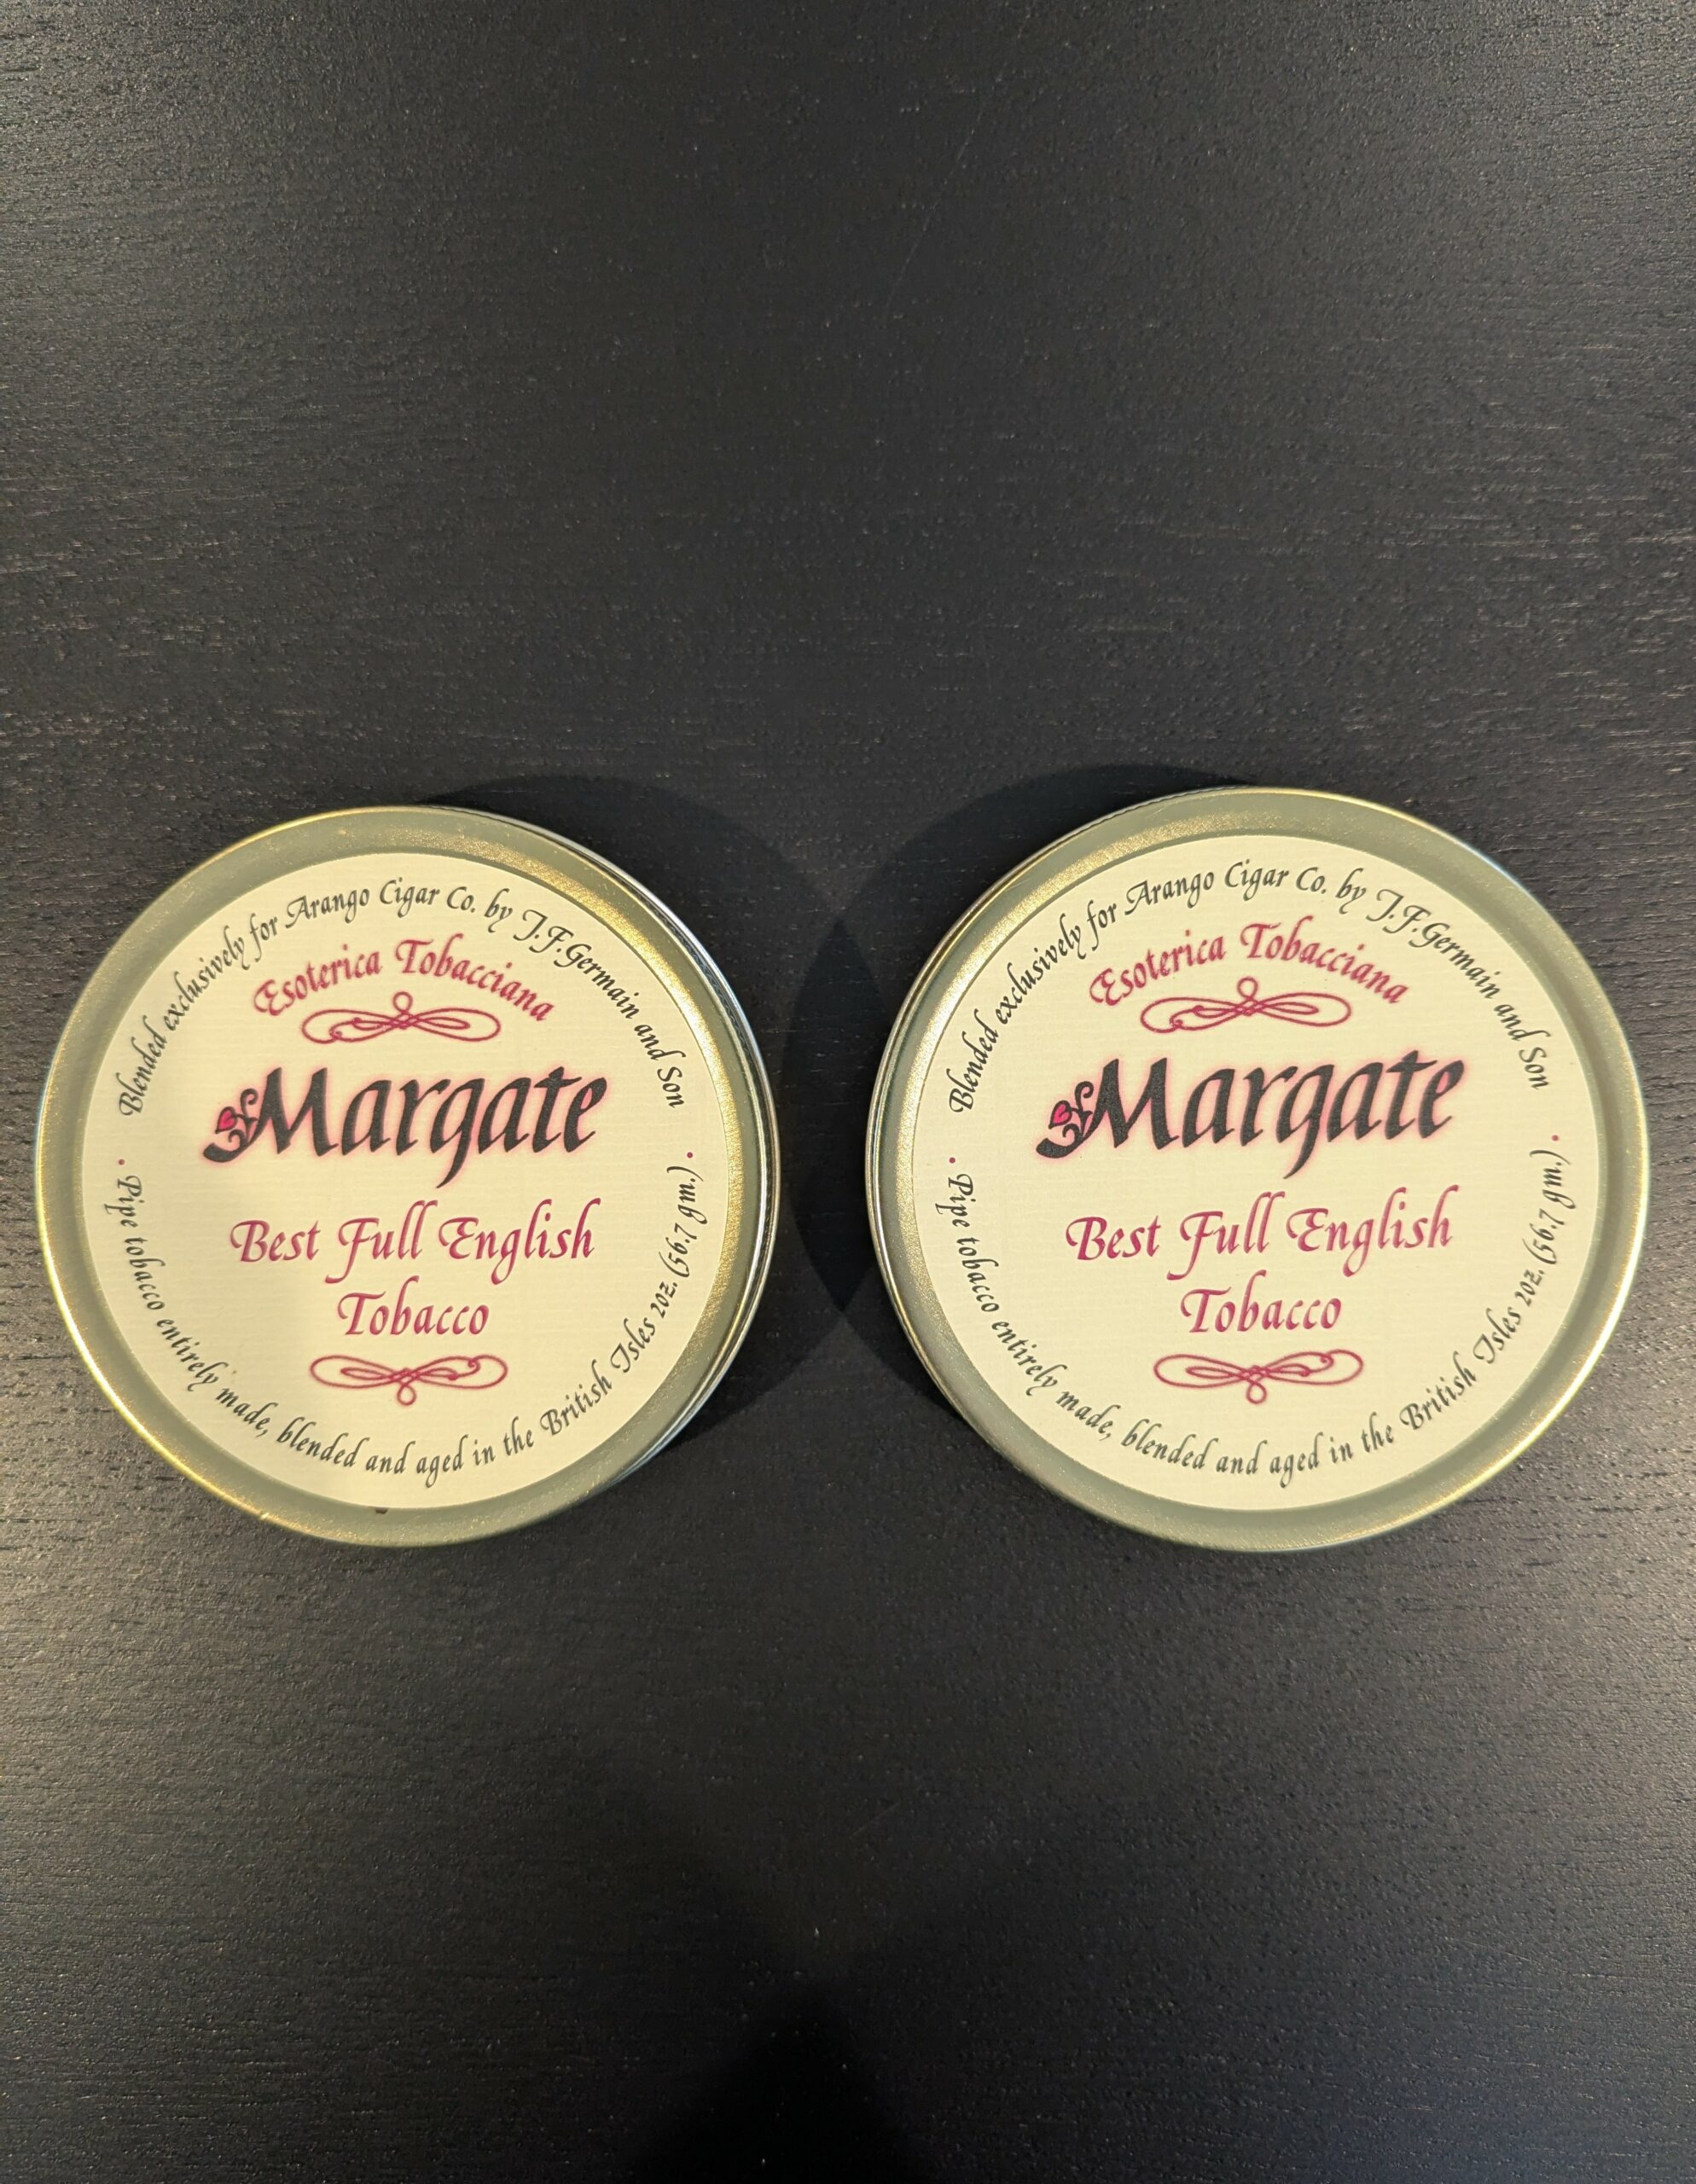 Blended exclusively for Arango Cigar Co. by J.F.Germain and Son
Esoterica Tobacciana
Margate
Best Full English
Tobacco
• Pipe tobacco entirely made, blended and aged in the British Isles 2oz. (56.7 gm.) •
Blended exclusively for Arango Cigar Co. by J.F.Germain and Son
Esoterica Tobacciana
Margate
Best Full English
Tobacco
• Pipe tobacco entirely made, blended and aged in the British Isles 2oz. (56.7 gm.) •